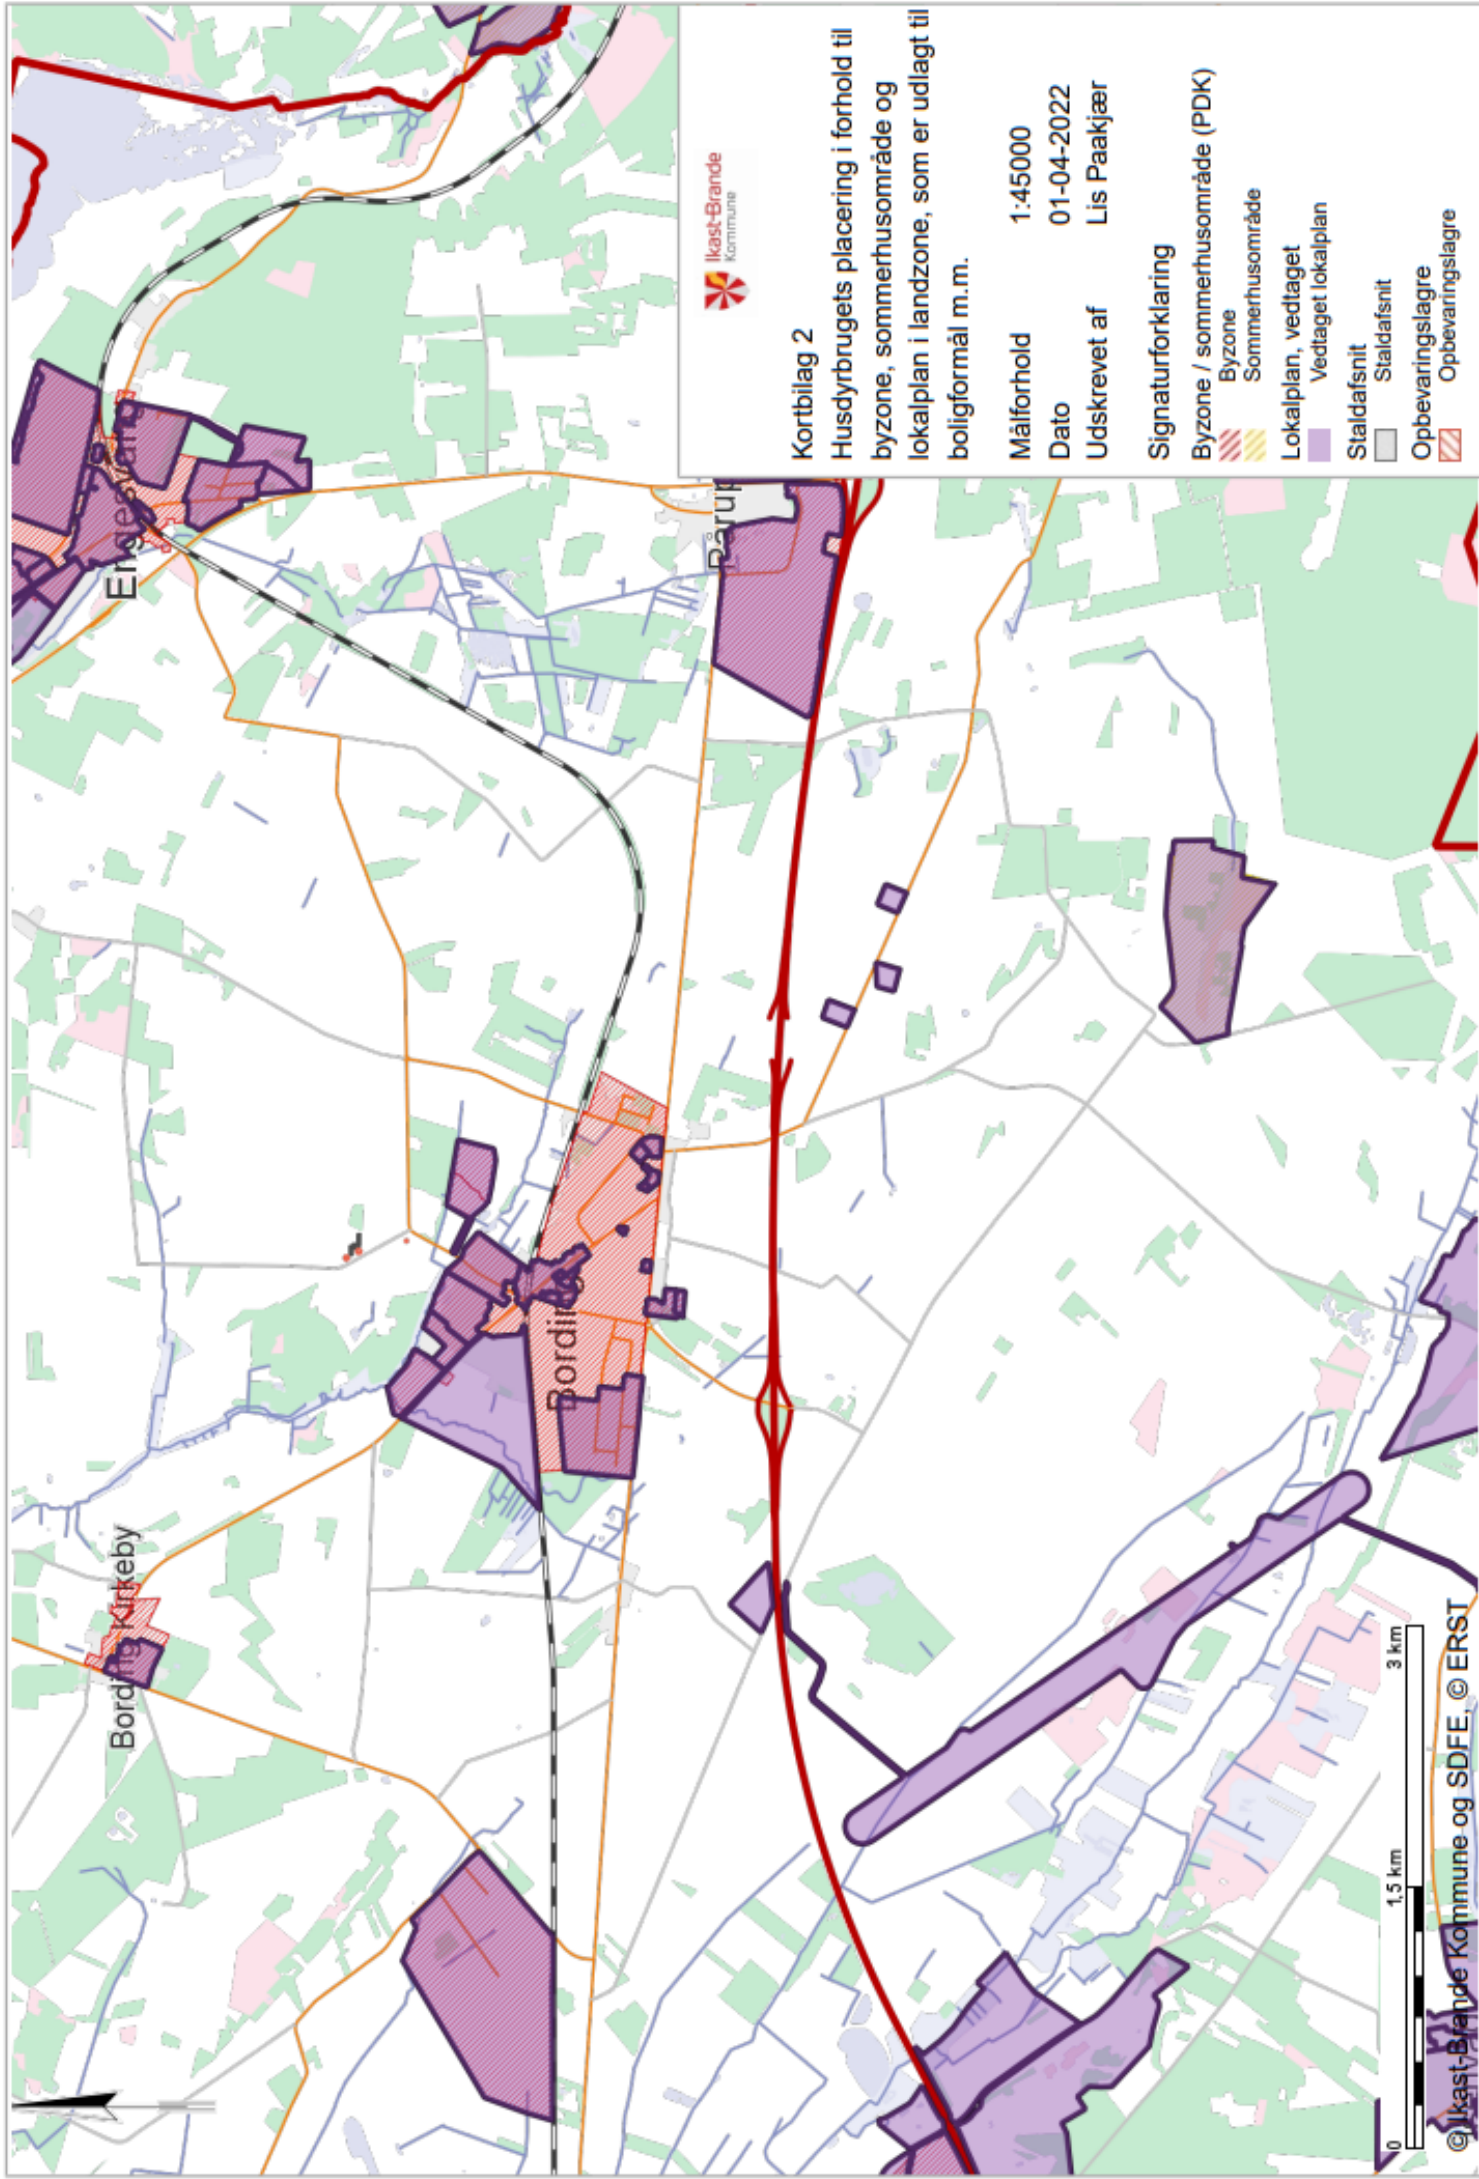 Ikast-Brande
Kommune
Kortbilag 2
Husdyrbrugets placering i forhold til
byzone, sommerhusområde og
lokalplan i landzone, som er udlagt til
boligformål m.m.
Målforhold 1:45000
Dato 01-04-2022
Udskrevet af Lis Paakjær
Signaturforklaring
Byzone / sommerhusområde (PDK)
Byzone
Sommerhusområde
Lokalplan, vedtaget
Vedtaget lokalplan
Staldafsnit
Staldafsnit
Opbevaringslagre
Opbevaringslagre
Engesvang
Pårup
Bording
Bording Kirkeby
0 1,5 km 3 km
© Ikast-Brande Kommune og SDFE, © ERST